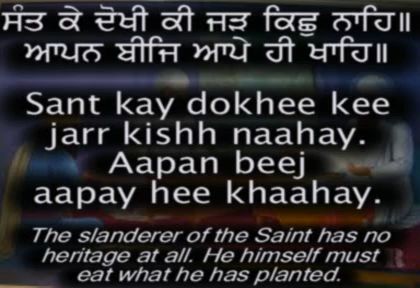 ਸੰਤ ਕੇ ਦੋਖੀ ਕੀ ਜੜ ਕਿਛੁ ਨਾਹਿ॥
ਆਪਨ ਬੀਜਿ ਆਪੇ ਹੀ ਖਾਹਿ॥
Sant kay dokhee kee
jarr kishh naahay.
Aapan beej
aapay hee khaahay.
The slanderer of the Saint has no
heritage at all. He himself must
eat what he has planted.